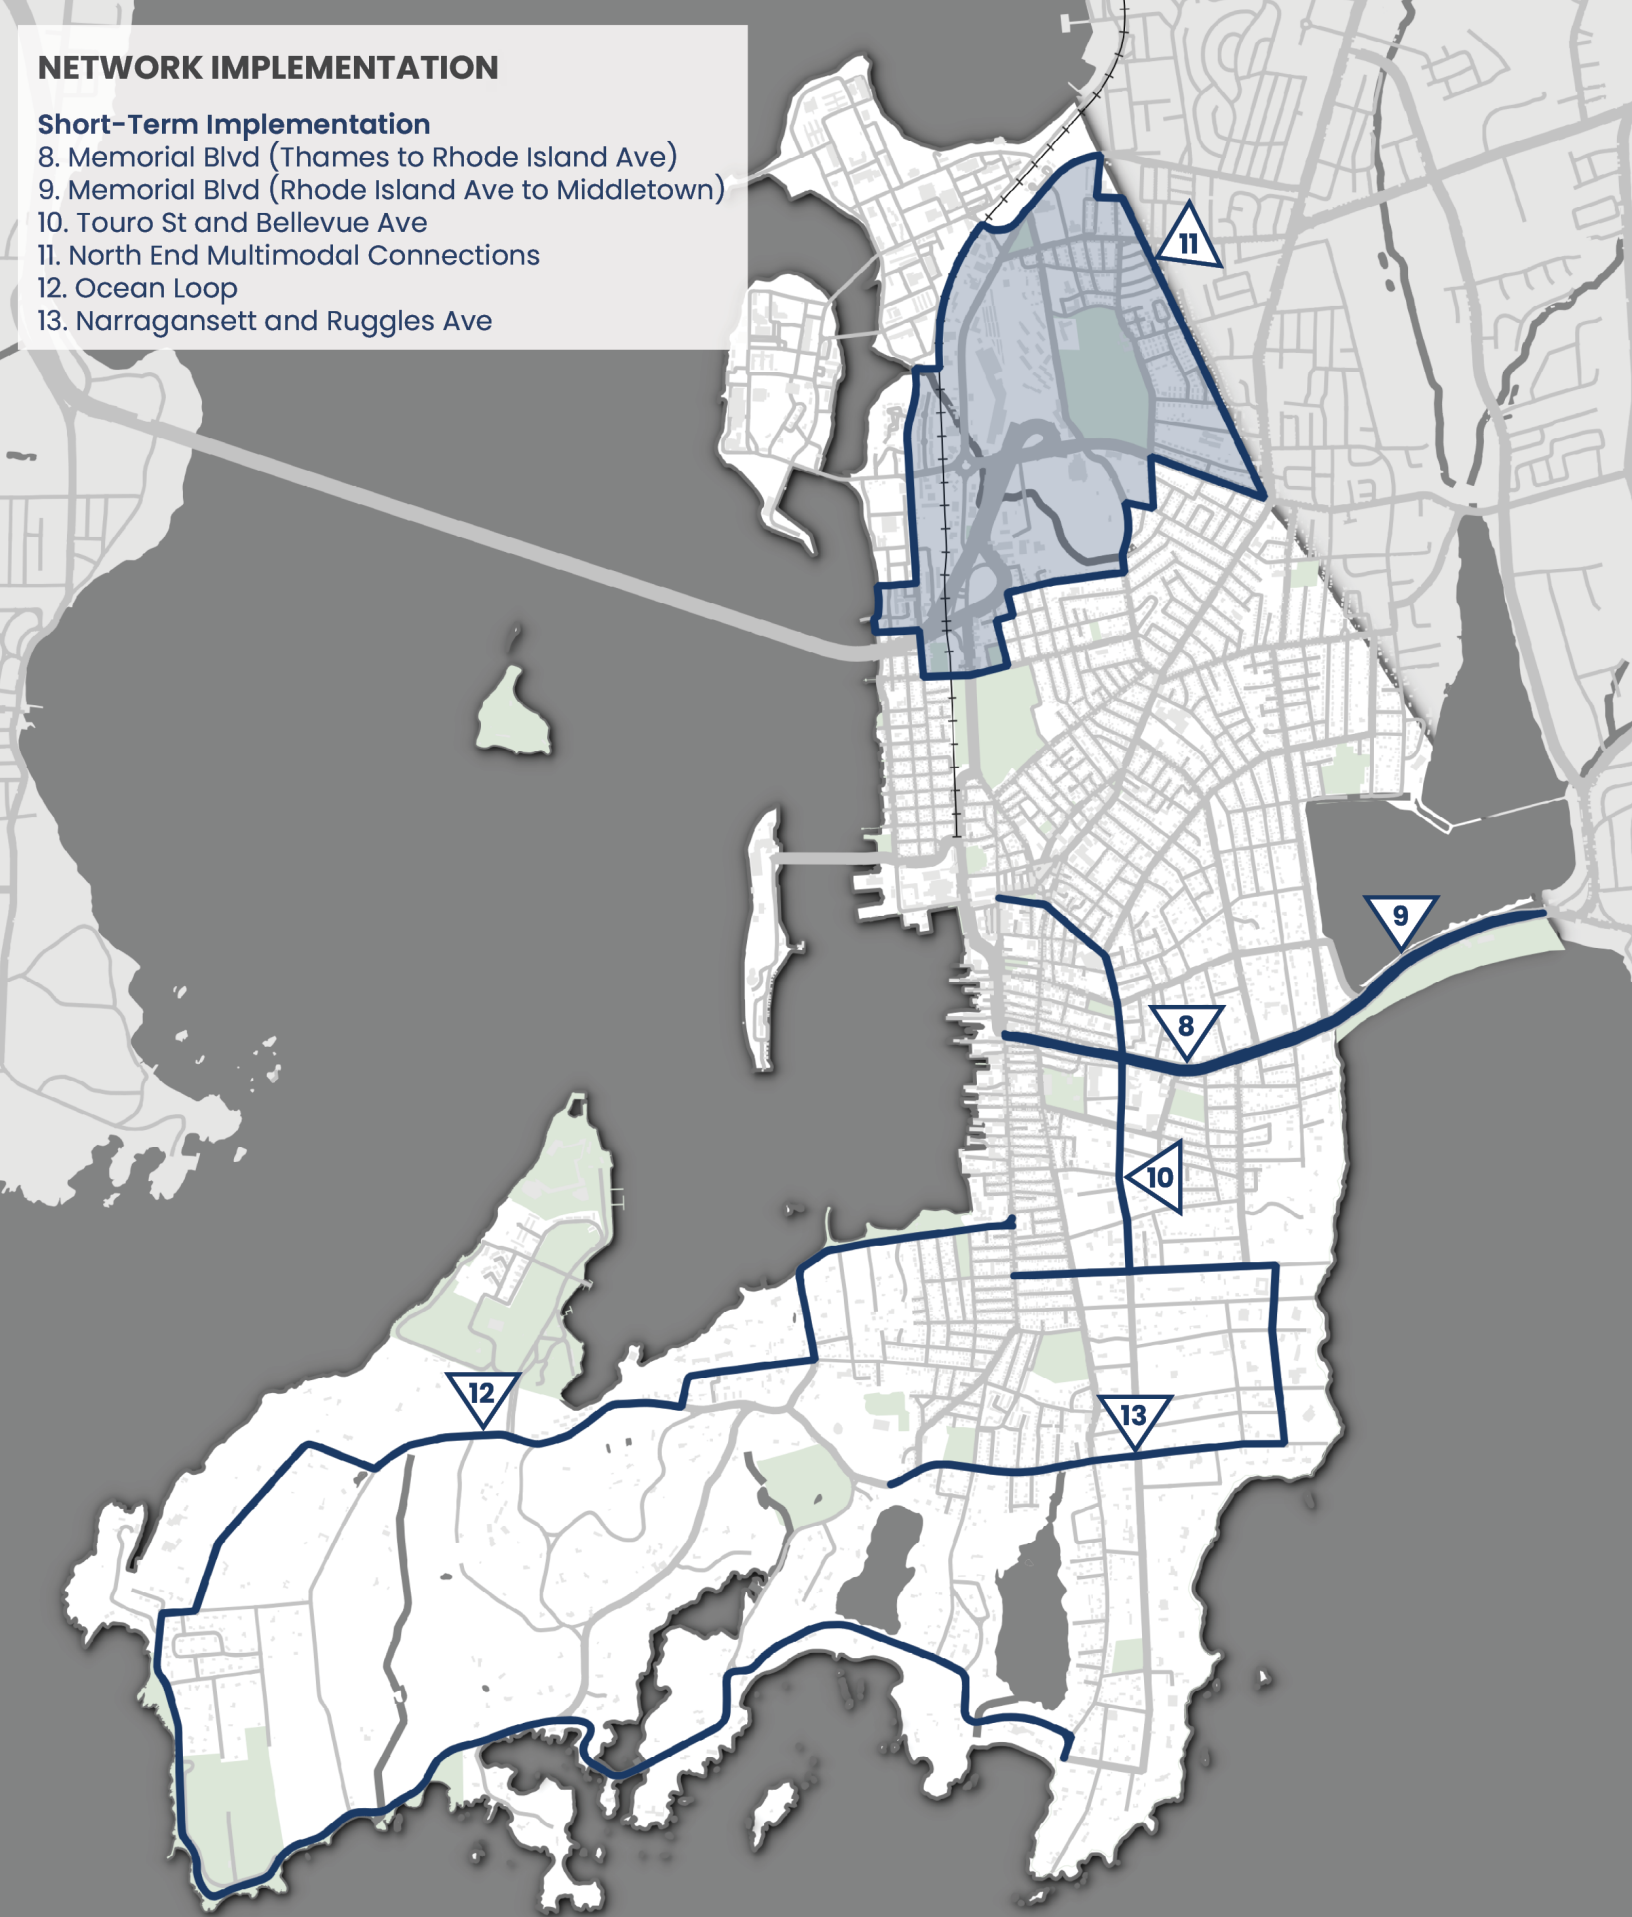 NETWORK IMPLEMENTATION
Short-Term Implementation
8. Memorial Blvd (Thames to Rhode Island Ave)
9. Memorial Blvd (Rhode Island Ave to Middletown)
10. Touro St and Bellevue Ave
11. North End Multimodal Connections
12. Ocean Loop
13. Narragansett and Ruggles Ave
11
9
8
10
12
13